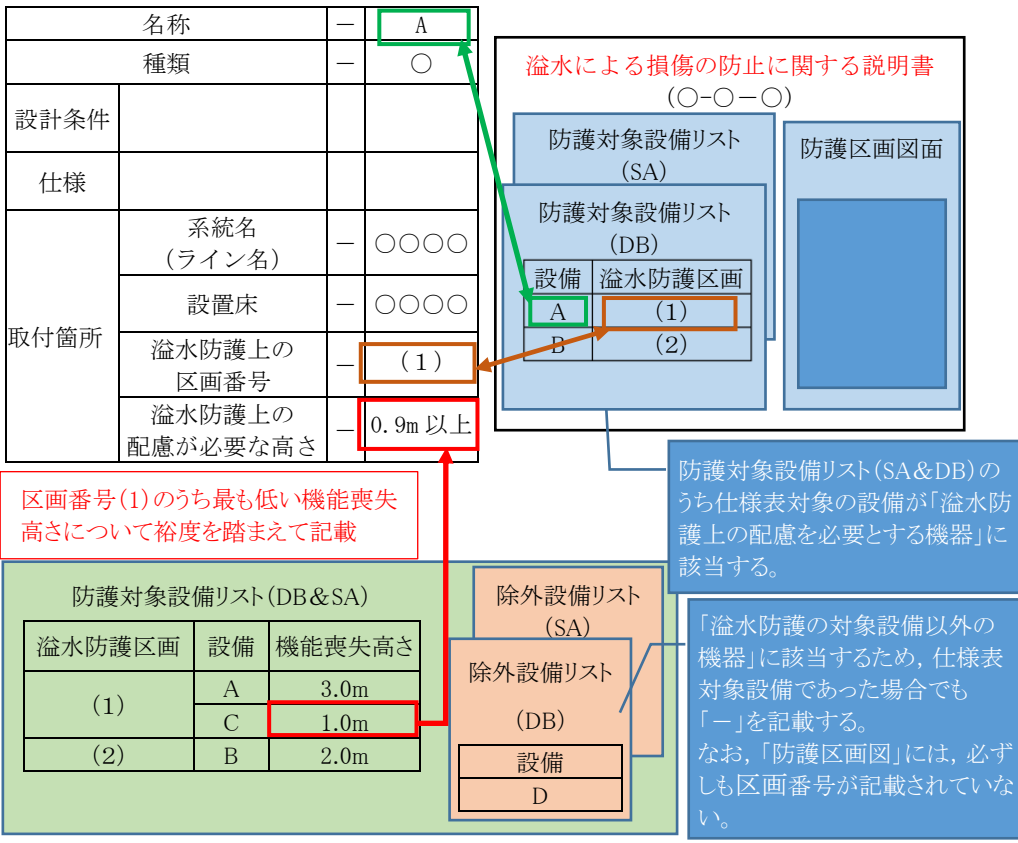 名称 － A
種類 － ○
設計条件
仕様
取付箇所
系統名
(ライン名)
－ ○○○○
設置床 － ○○○○
溢水防護上の
区画番号
－ (1)
溢水防護上の
配慮が必要な高さ
－ 0.9m以上
溢水による損傷の防止に関する説明書
(○-○－○)
防護対象設備リスト
(SA)
防護対象設備リスト
(DB)
設備 溢水防護区画
A (1)
B (2)
防護区画図面
防護対象設備リスト(SA&DB)の
うち仕様表対象の設備が「溢水防
護上の配慮を必要とする機器」に
該当する。
区画番号(1)のうち最も低い機能喪失
高さについて裕度を踏まえて記載
防護対象設備リスト(DB&SA)
溢水防護区画 設備 機能喪失高さ
(1) A 3.0m
C 1.0m
(2) B 2.0m
除外設備リスト
(SA)
除外設備リスト
(DB)
設備
D
「溢水防護の対象設備以外の
機器」に該当するため，仕様表
対象設備であった場合でも
「－」を記載する。
なお，「防護区画図」には，必ず
しも区画番号が記載されていな
い。